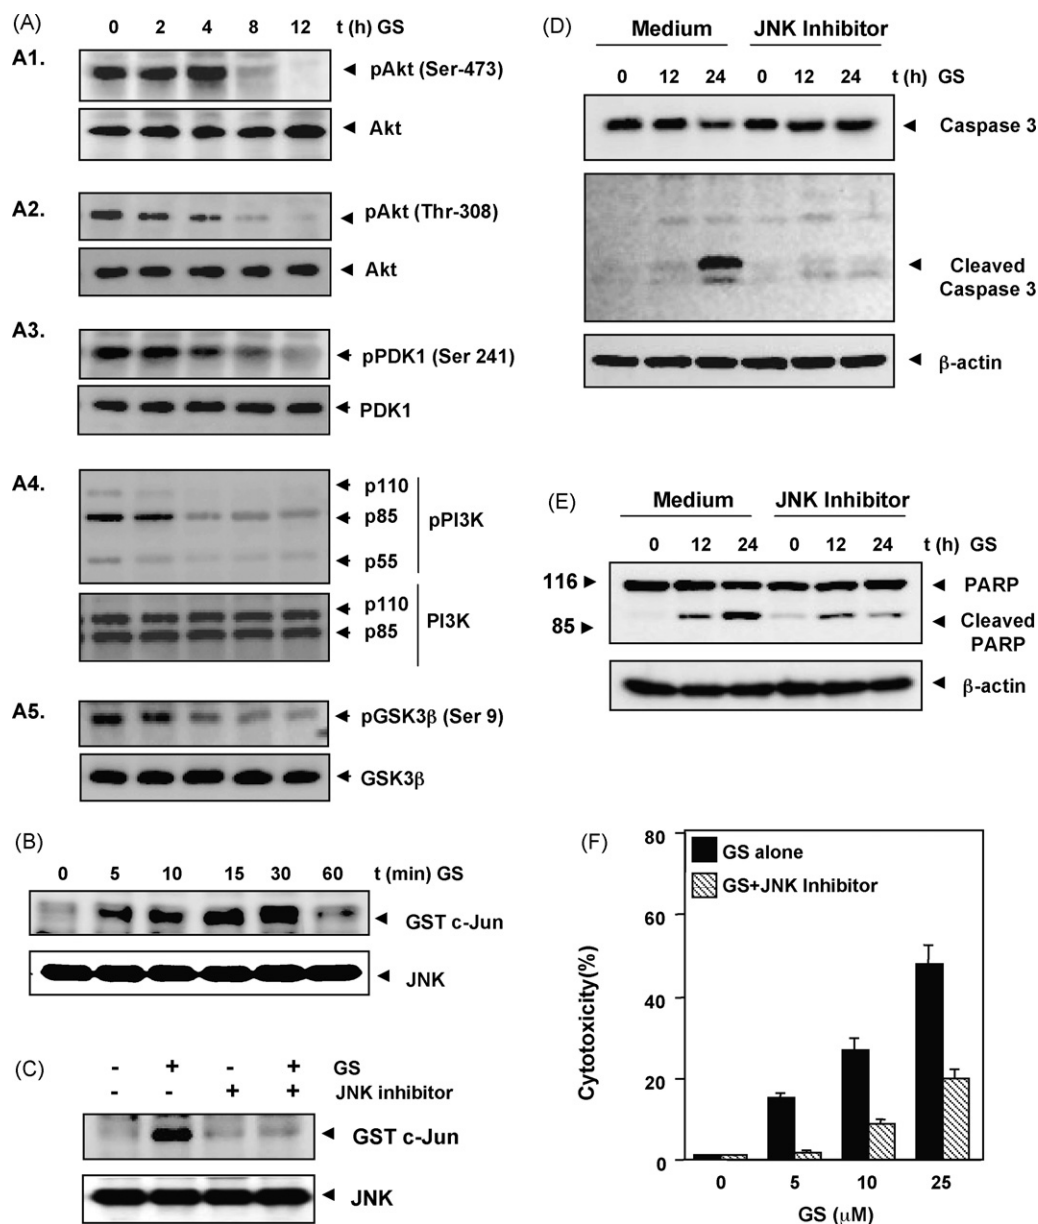 (A)
0 2 4 8 12 t (h) GS
A1.
pAkt (Ser-473)
Akt
A2.
pAkt (Thr-308)
Akt
A3.
pPDK1 (Ser 241)
PDK1
A4.
p110
p85
pPI3K
p55
p110
PI3K
p85
A5.
pGSK3β (Ser 9)
GSK3β
(B)
0 5 10 15 30 60 t (min) GS
GST c-Jun
JNK
(C)
- + - + GS
- - + + JNK inhibitor
GST c-Jun
JNK
(D)
Medium JNK Inhibitor
0 12 24 0 12 24 t (h) GS
Caspase 3
Cleaved
Caspase 3
β-actin
(E)
Medium JNK Inhibitor
0 12 24 0 12 24 t (h) GS
116 PARP
85 Cleaved
PARP
β-actin
(F)
80
GS alone
GS+JNK Inhibitor
60
40
20
0
Cytotoxicity(%)
0 5 10 25
GS (μM)